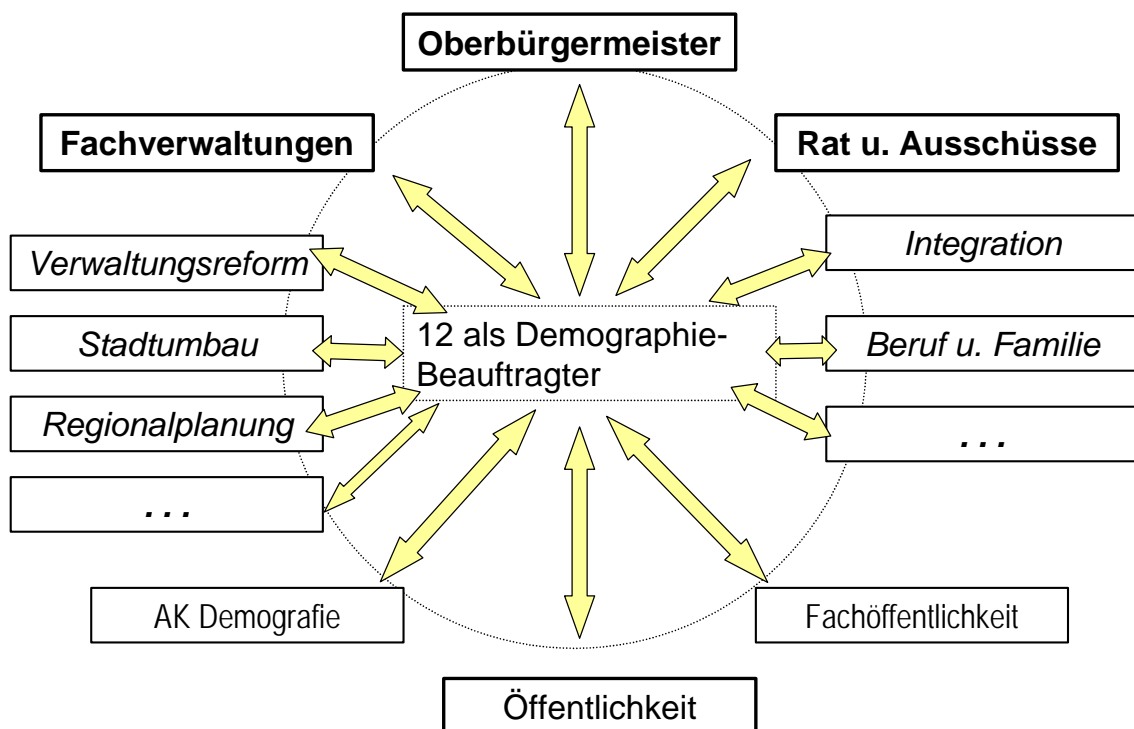 Oberbürgermeister
Fachverwaltungen
Rat u. Ausschüsse
Verwaltungsreform
Integration
12 als Demographie-
Beauftragter
Stadtumbau
Beruf u. Familie
Regionalplanung
. . .
. . .
AK Demografie
Fachöffentlichkeit
Öffentlichkeit